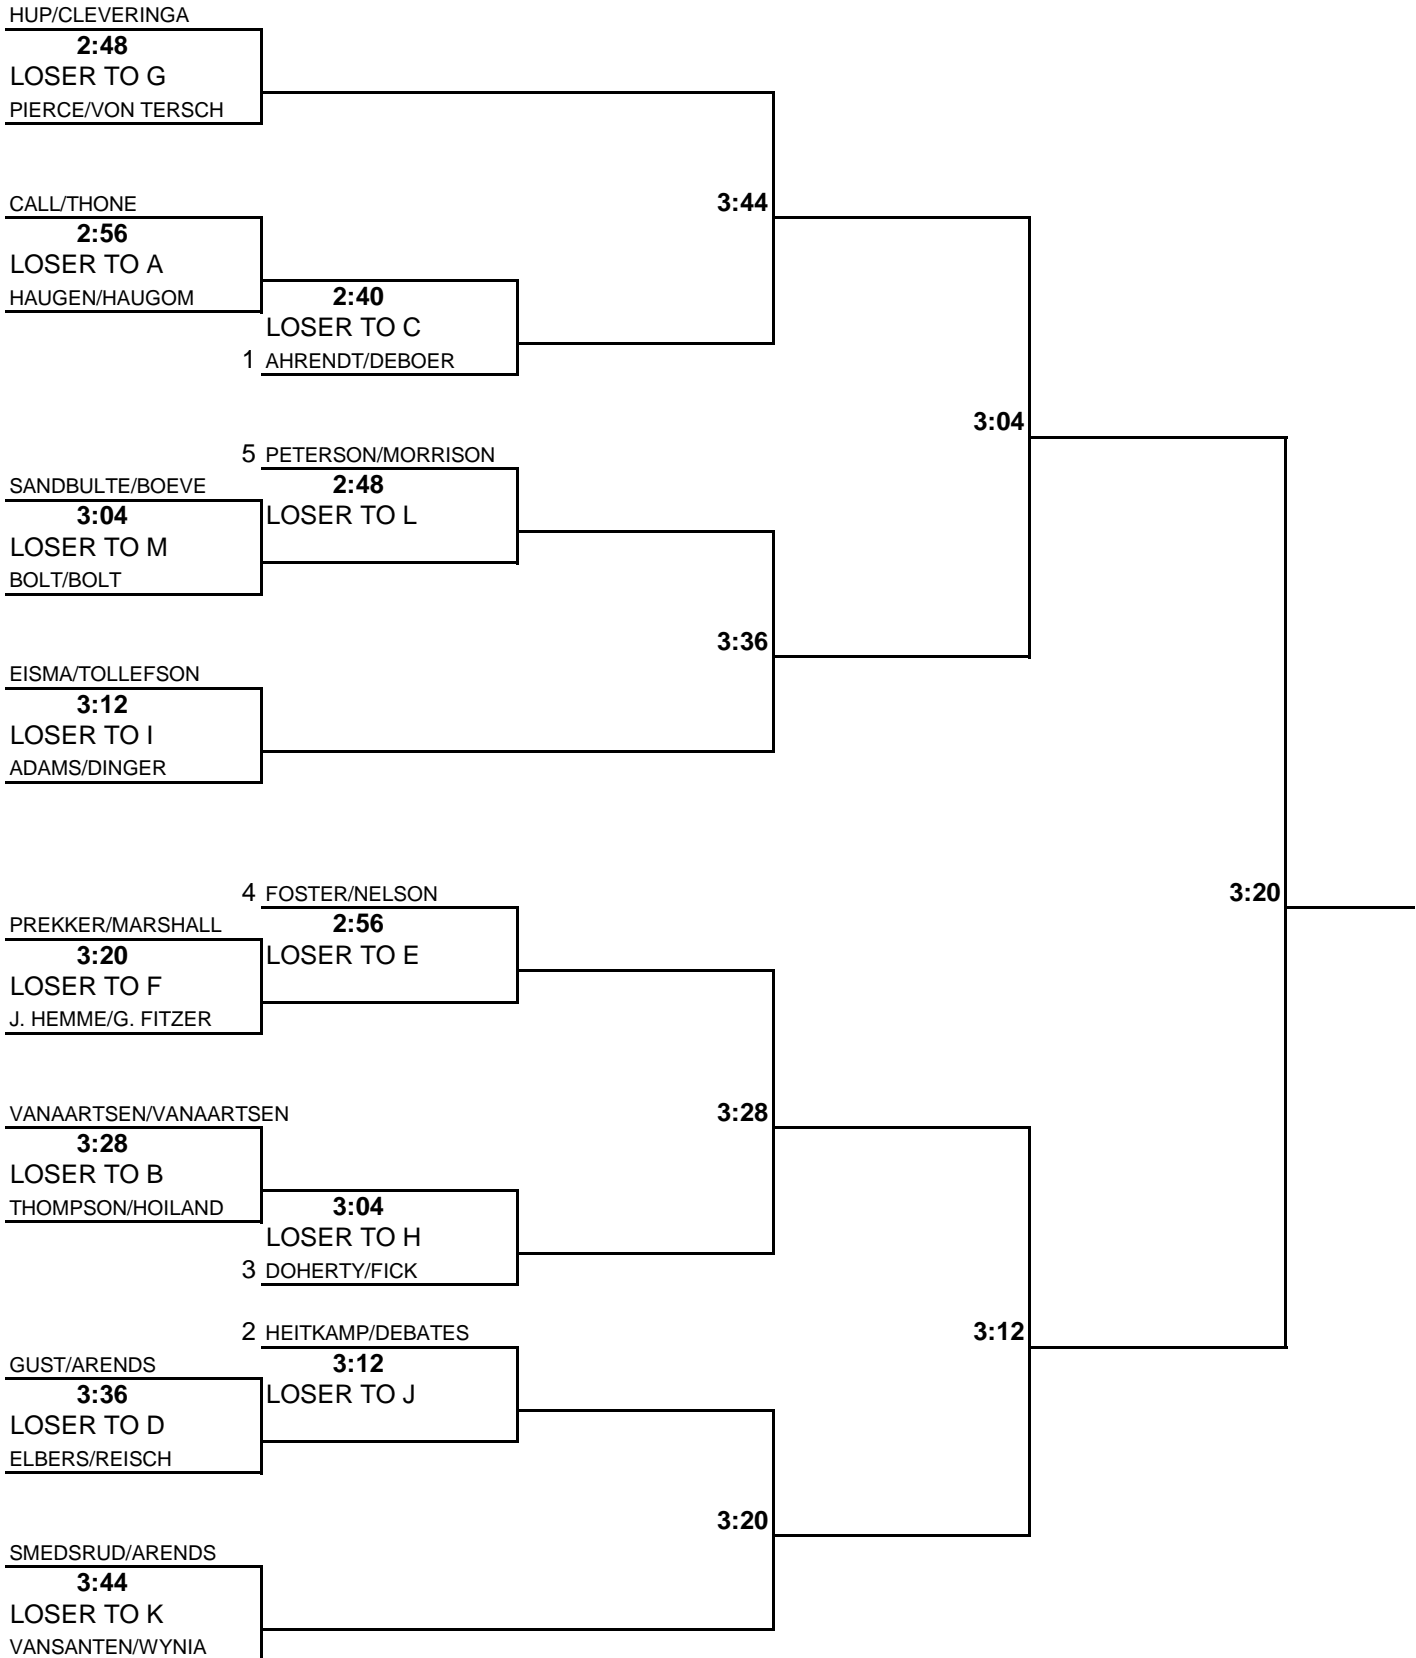 HUP/CLEVERINGA
2:48
LOSER TO G
PIERCE/VON TERSCH
CALL/THONE
3:44
2:56
LOSER TO A
HAUGEN/HAUGOM
2:40
LOSER TO C
1 AHRENDT/DEBOER
3:04
5 PETERSON/MORRISON
SANDBULTE/BOEVE
2:48
3:04
LOSER TO L
LOSER TO M
BOLT/BOLT
3:36
EISMA/TOLLEFSON
3:12
LOSER TO I
ADAMS/DINGER
4 FOSTER/NELSON
3:20
PREKKER/MARSHALL
2:56
3:20
LOSER TO E
LOSER TO F
J. HEMME/G. FITZER
VANAARTSEN/VANAARTSEN
3:28
3:28
LOSER TO B
THOMPSON/HOILAND
3:04
LOSER TO H
3 DOHERTY/FICK
2 HEITKAMP/DEBATES
3:12
GUST/ARENDS
3:12
3:36
LOSER TO J
LOSER TO D
ELBERS/REISCH
3:20
SMEDSRUD/ARENDS
3:44
LOSER TO K
VANSANTEN/WYNIA